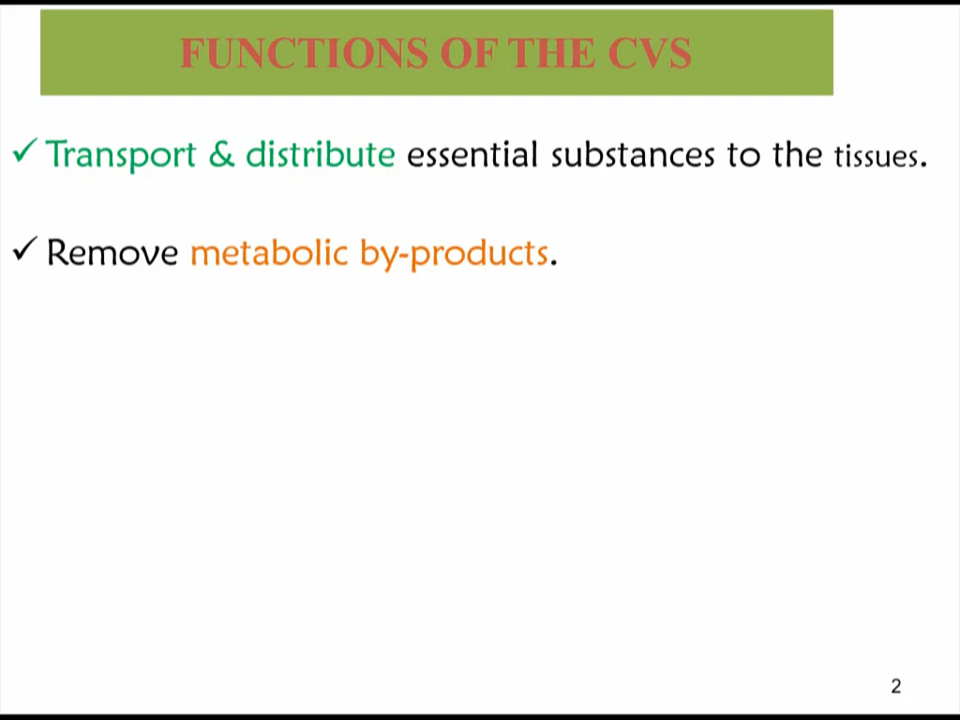 FUNCTIONS OF THE CVS
✓ Transport & distribute essential substances to the tissues.
✓ Remove metabolic by-products.
2